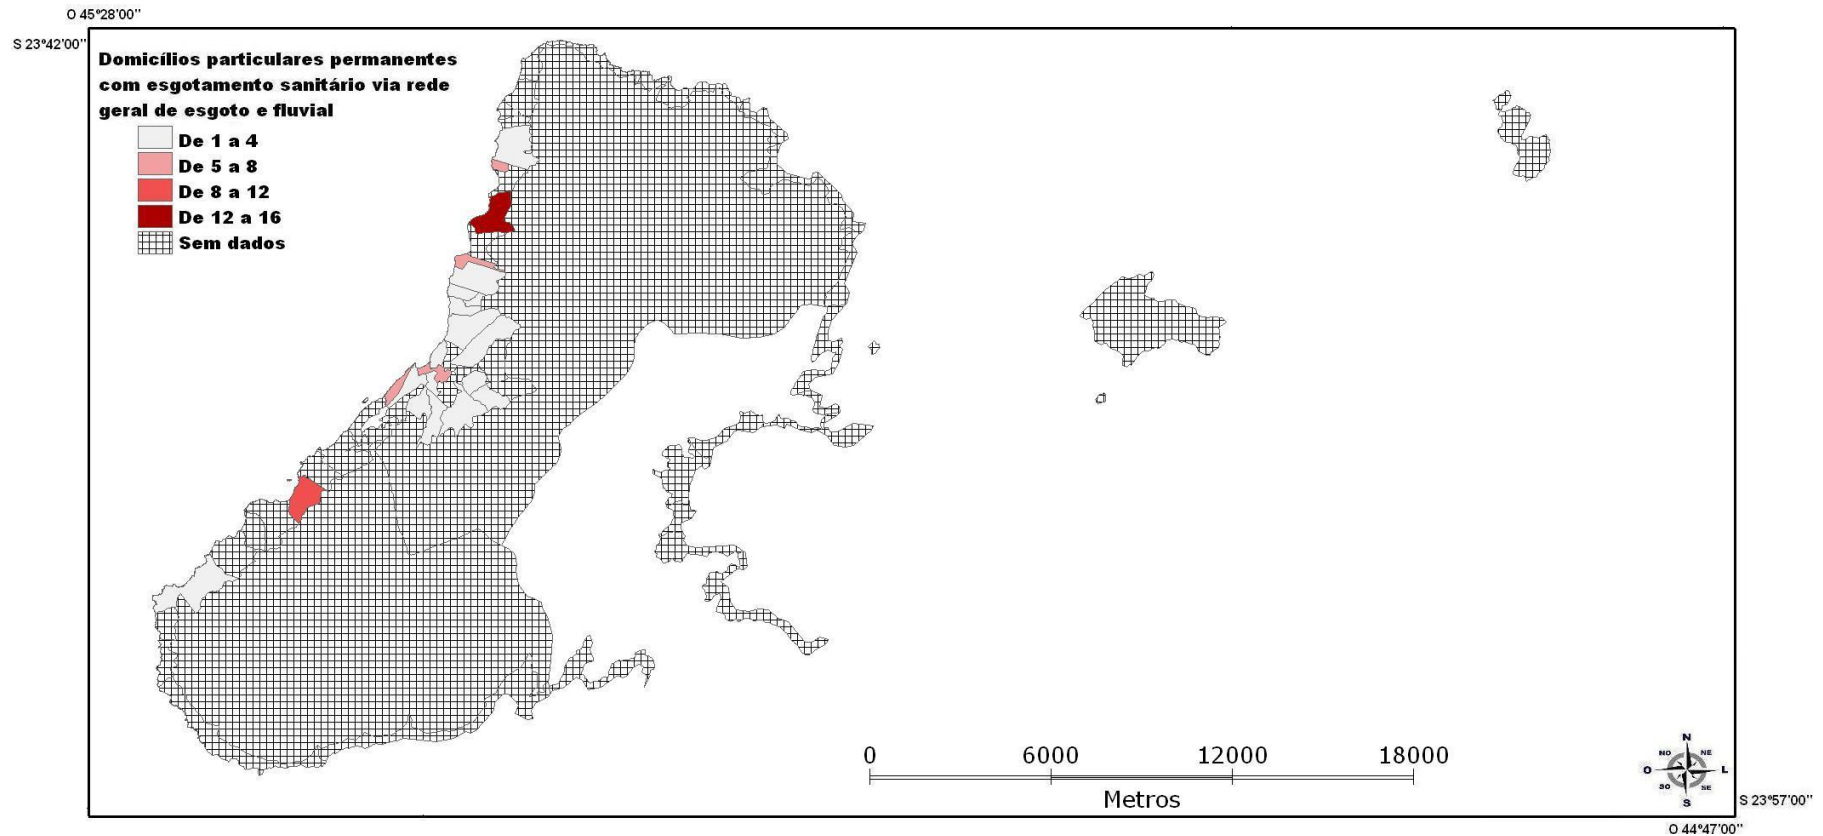 O 45°28'00''
S 23°42'00''
Domicílios particulares permanentes
com esgotamento sanitário via rede
geral de esgoto e fluvial
De 1 a 4
De 5 a 8
De 8 a 12
De 12 a 16
Sem dados
0 6000 12000 18000
Metros
N
NO NE
O L
SO SE
S
S 23°57'00''
O 44°47'00''